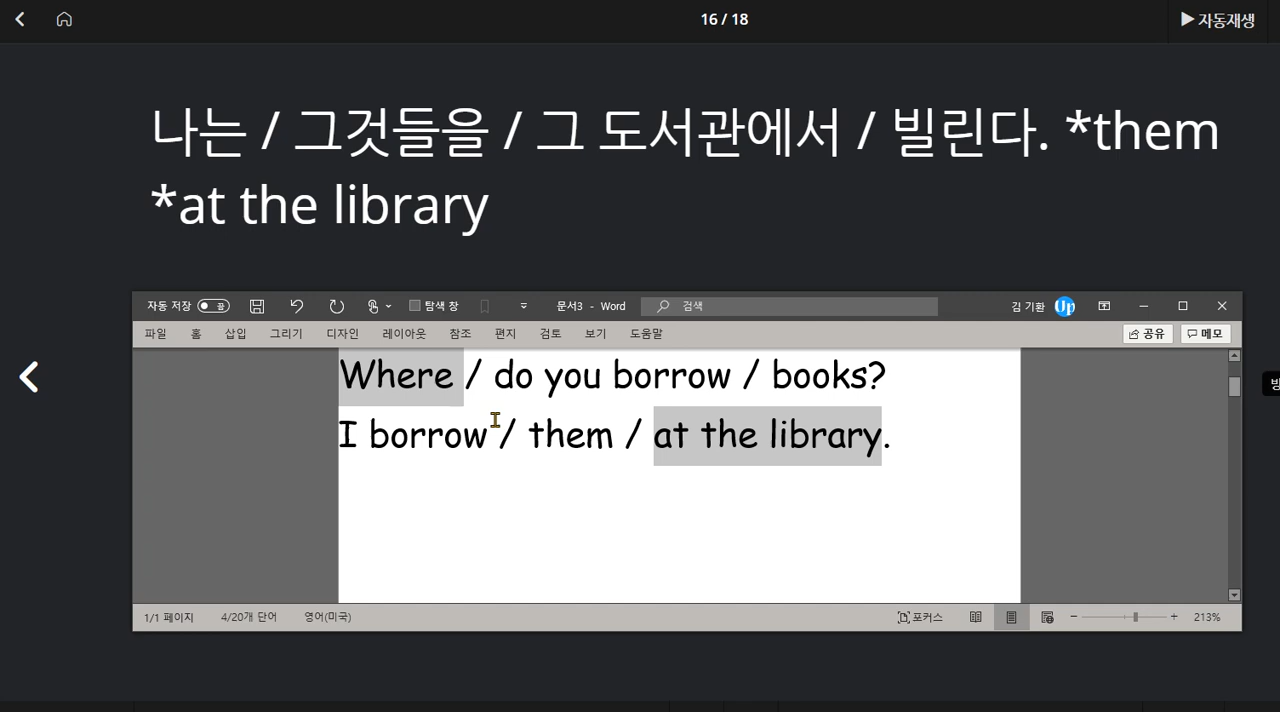 16 / 18
▶ 자동재생
나는 / 그것들을 / 그 도서관에서 / 빌린다. *them
*at the library
자동 저장 끔 탐색 창 문서3 - Word 검색 김 기환 Up
파일 홈 삽입 그리기 디자인 레이아웃 참조 편지 검토 보기 도움말 공유 메모
Where / do you borrow / books?
I borrow / them / at the library.
1/1 페이지 4/20개 단어 영어(미국) 포커스 213%